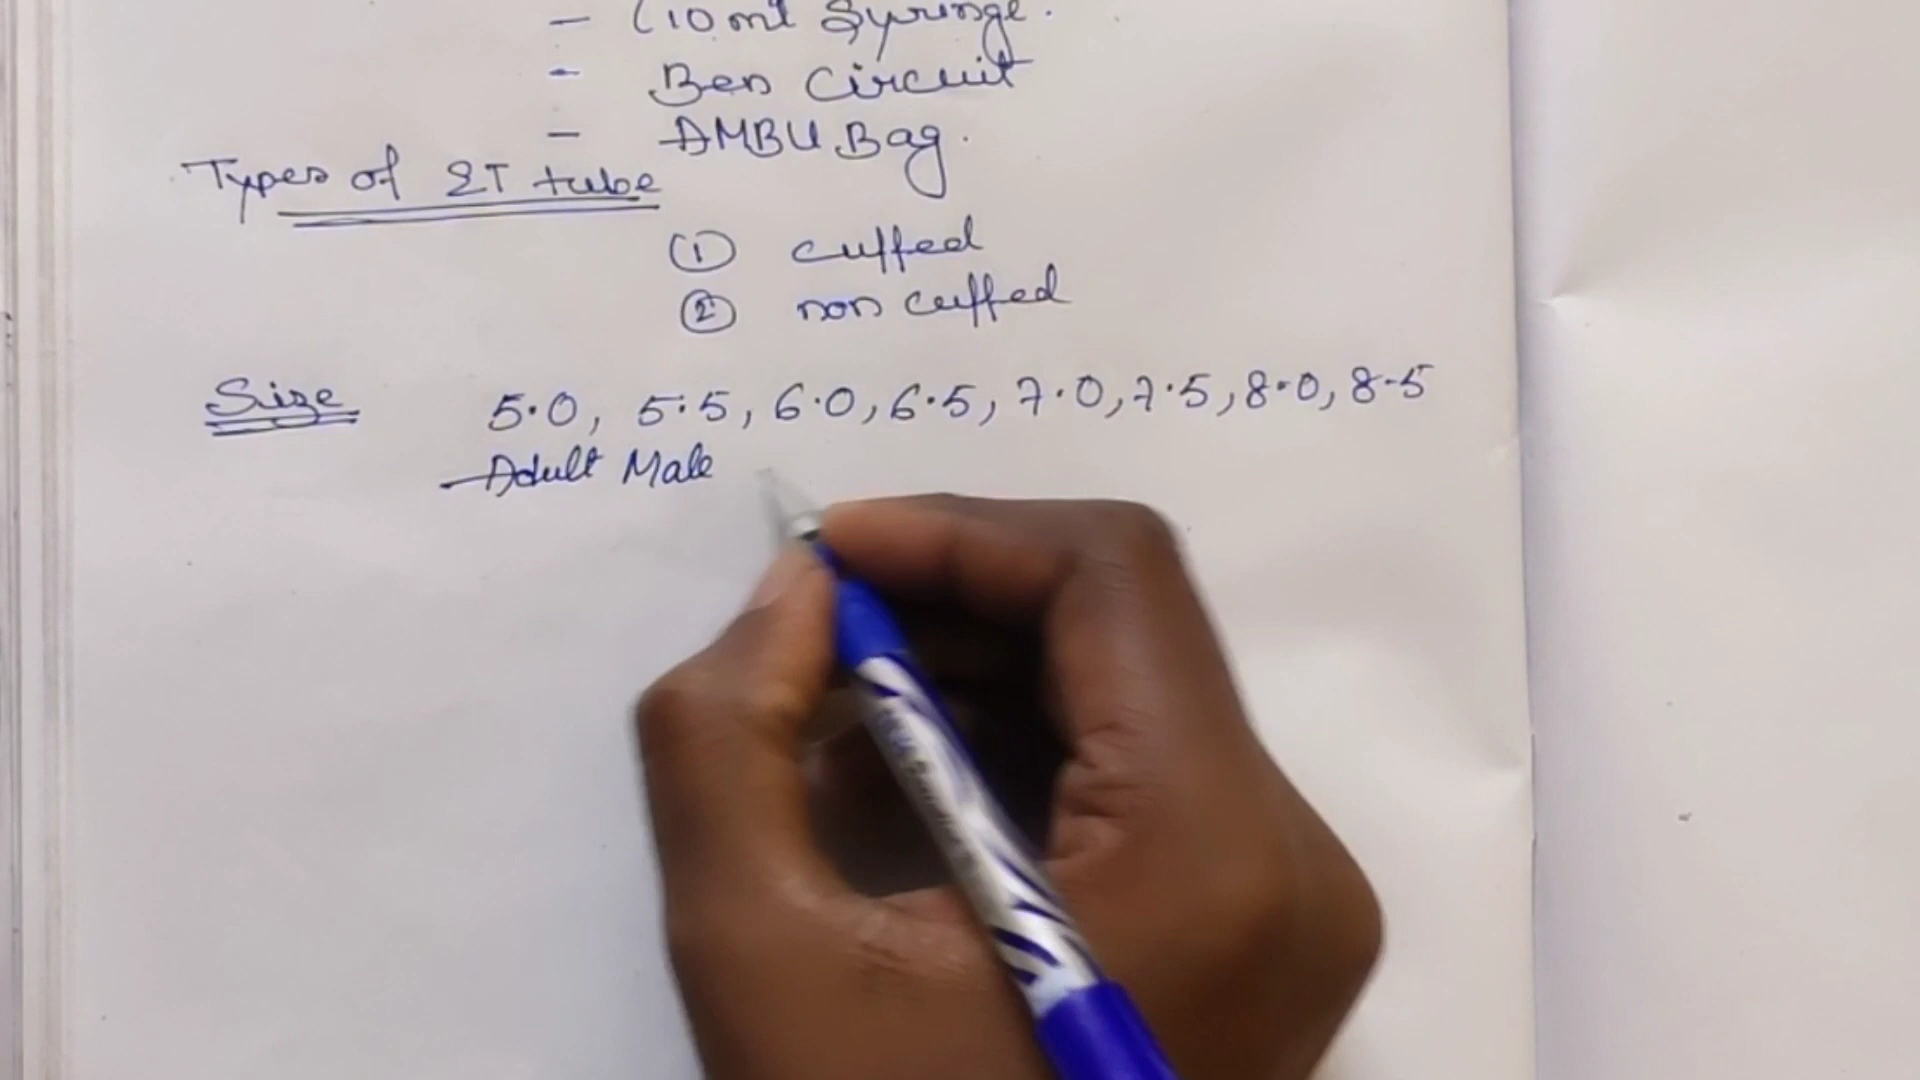 - (10 ml Syringe.
- Ben Circuit
- AMBU Bag.
Types of ET tube
① cuffed
② non cuffed
Size 5.0, 5.5, 6.0, 6.5, 7.0, 7.5, 8.0, 8.5
Adult Male